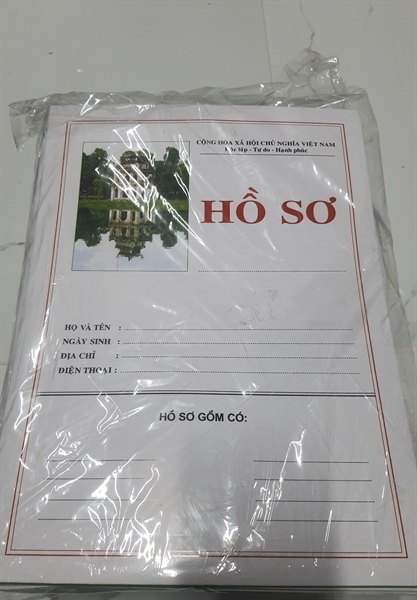 CỘNG HÒA XÃ HỘI CHỦ NGHĨA VIỆT NAM
Độc lập - Tự do - Hạnh phúc
HỒ SƠ
HỌ VÀ TÊN :
NGÀY SINH :
ĐỊA CHỈ :
ĐIỆN THOẠI :
HỒ SƠ GỒM CÓ: